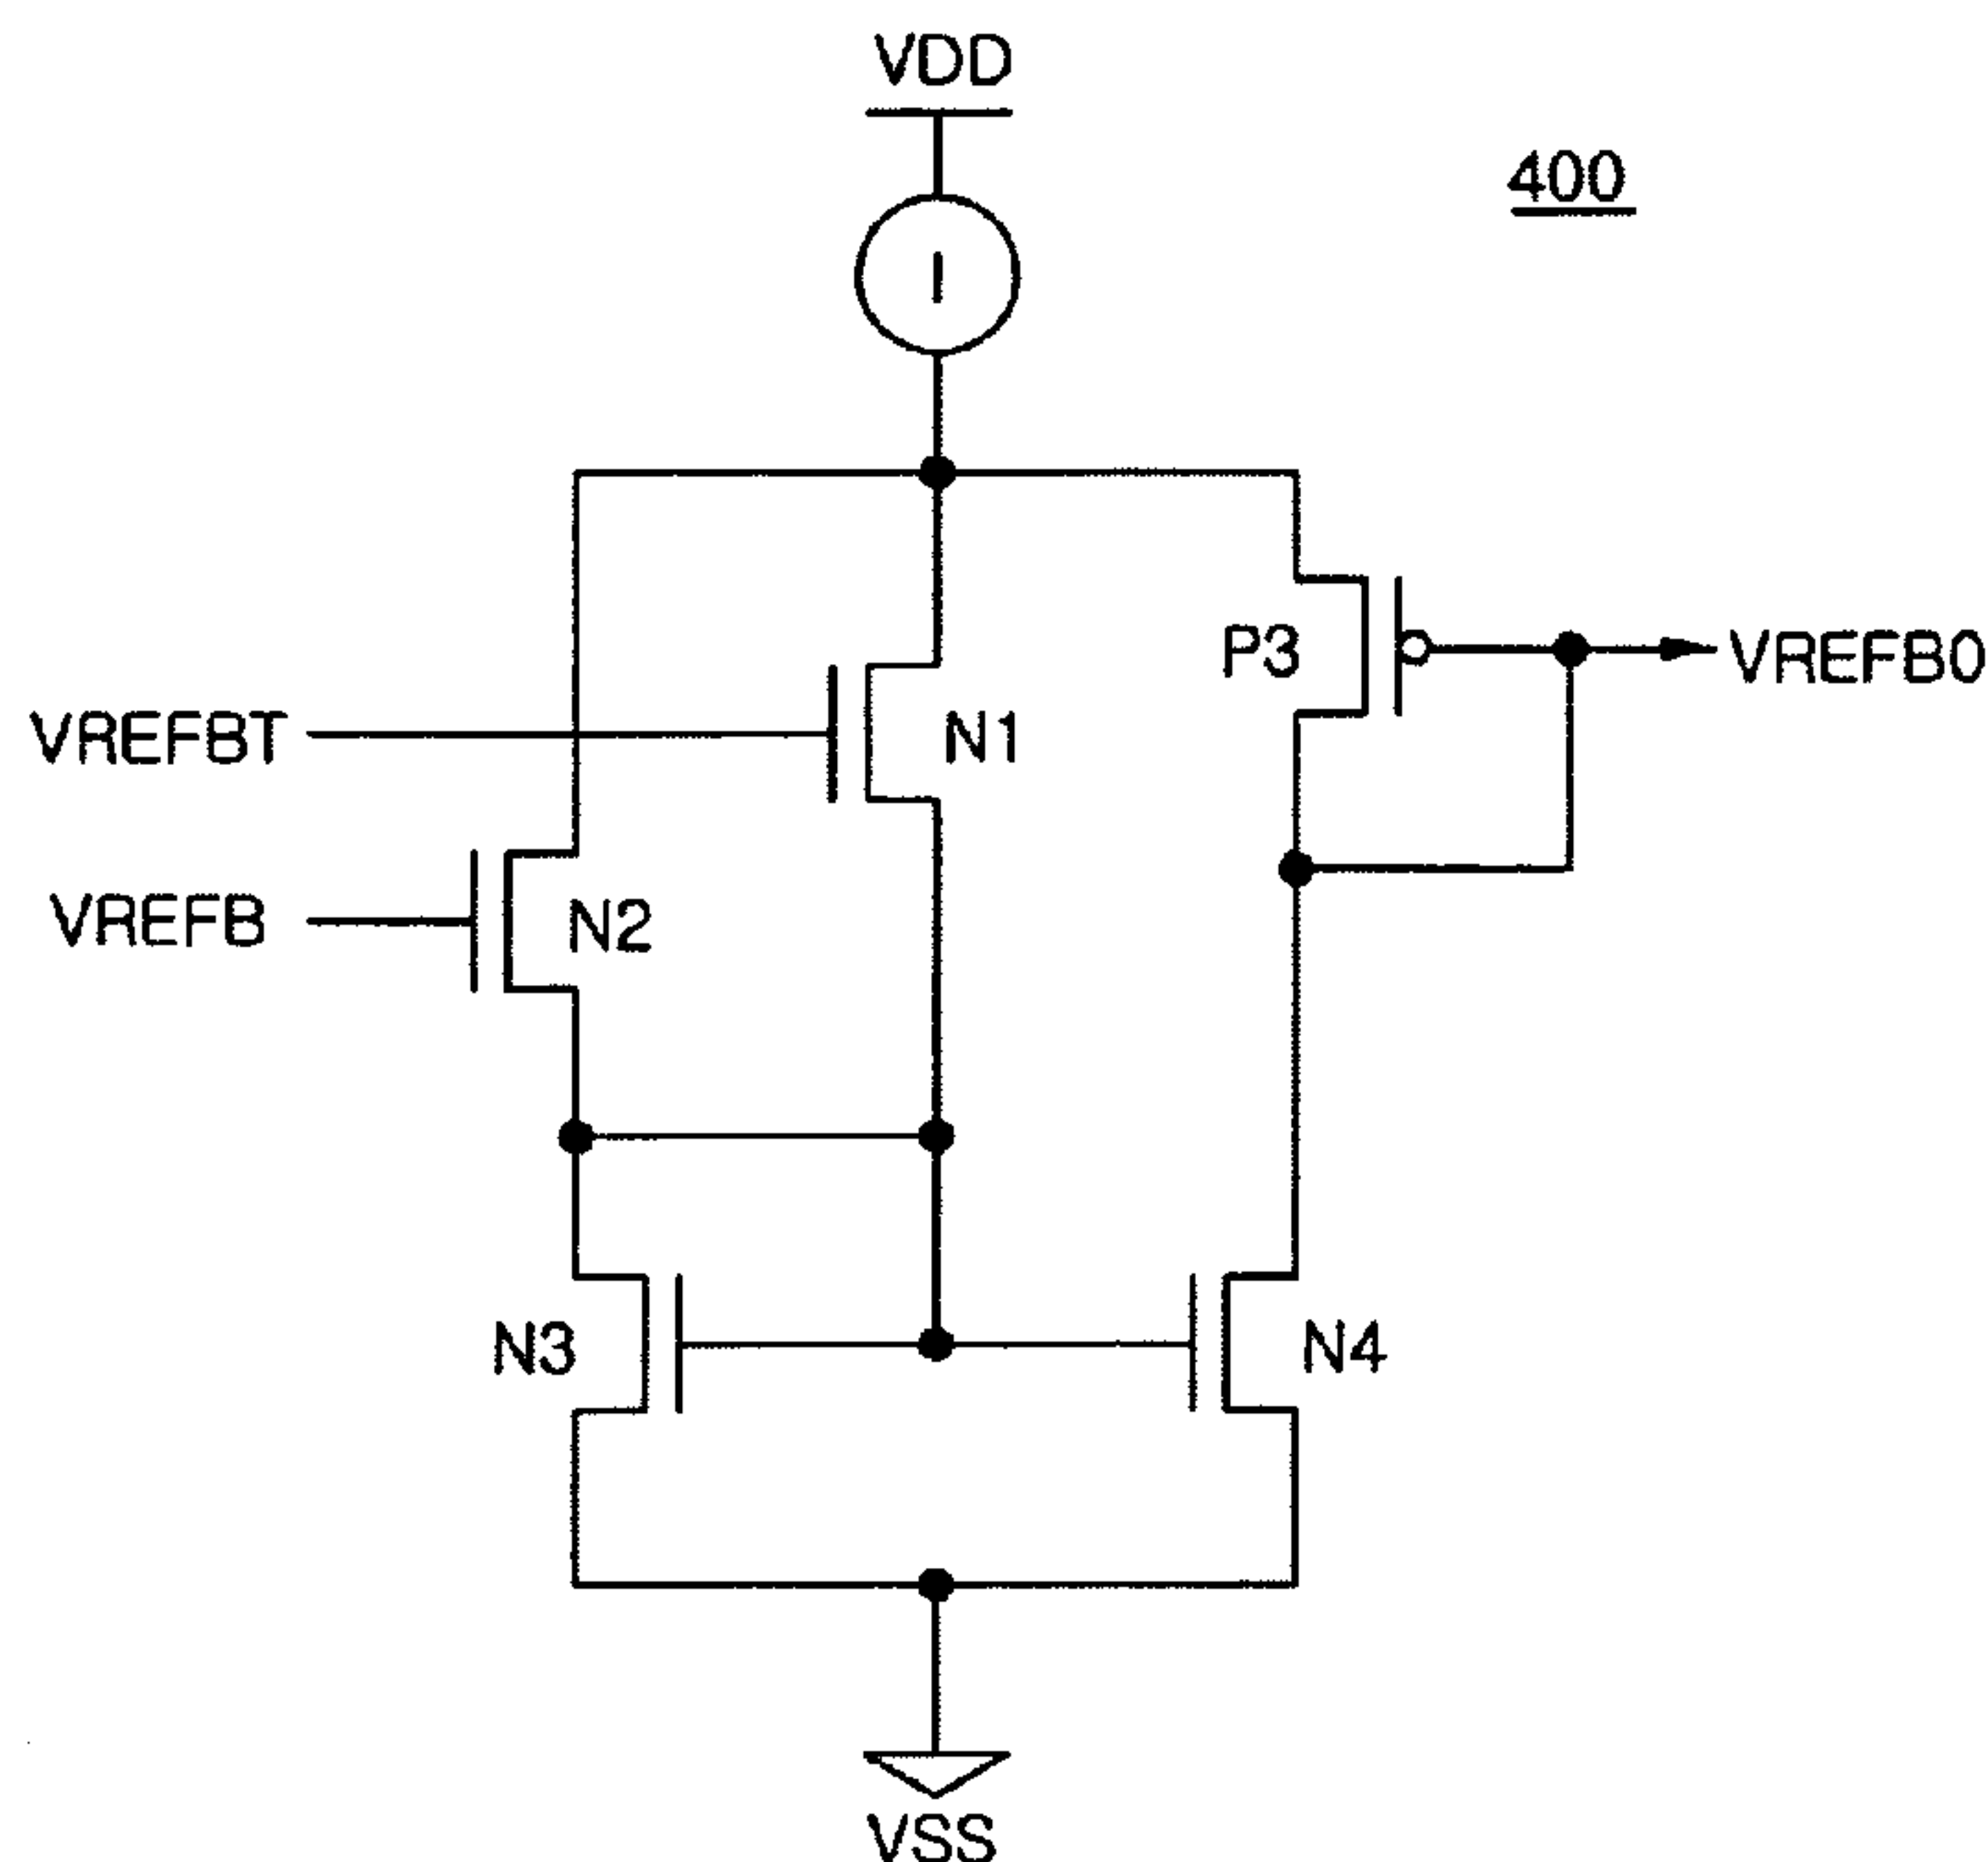 VDD
400
I
P3
VREFB0
VREFBT
N1
VREFB
N2
N3
N4
VSS